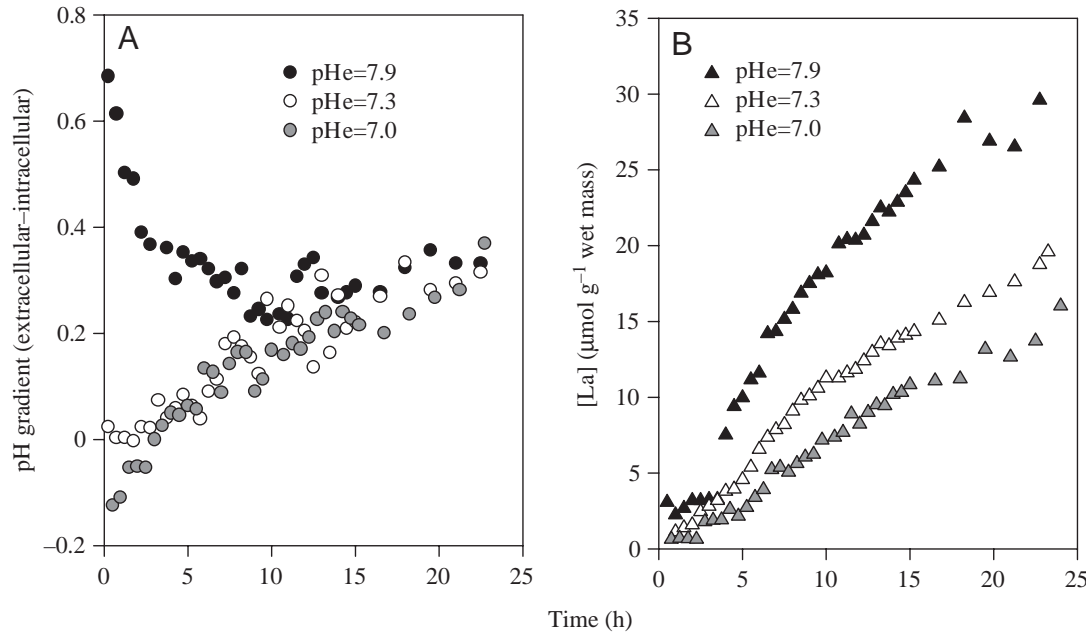 A
pH gradient (extracellular–intracellular)
0.8
0.6
0.4
0.2
0
–0.2
pHe=7.9
pHe=7.3
pHe=7.0
0 5 10 15 20 25
B
[La] (μmol g⁻¹ wet mass)
35
30
25
20
15
10
5
0
pHe=7.9
pHe=7.3
pHe=7.0
0 5 10 15 20 25
Time (h)